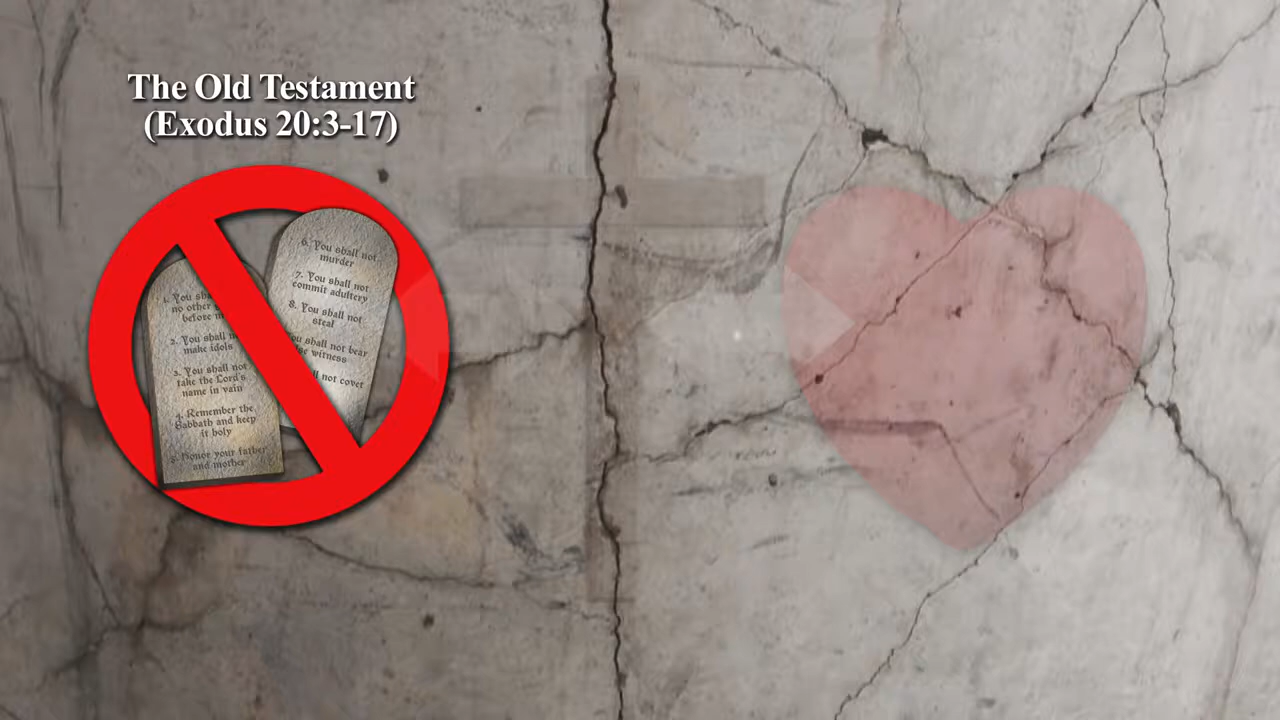 The Old Testament
(Exodus 20:3-17)
1. You
no other
before
2. You shall
make idols
3. You shall not
take the Lord's
name in vain
4. Remember the
Sabbath and keep
it holy
5. Honor your father
and mother
6. You shall not
murder
7. You shall not
commit adultery
8. You shall not
steal
shall not bear
witness
not covet